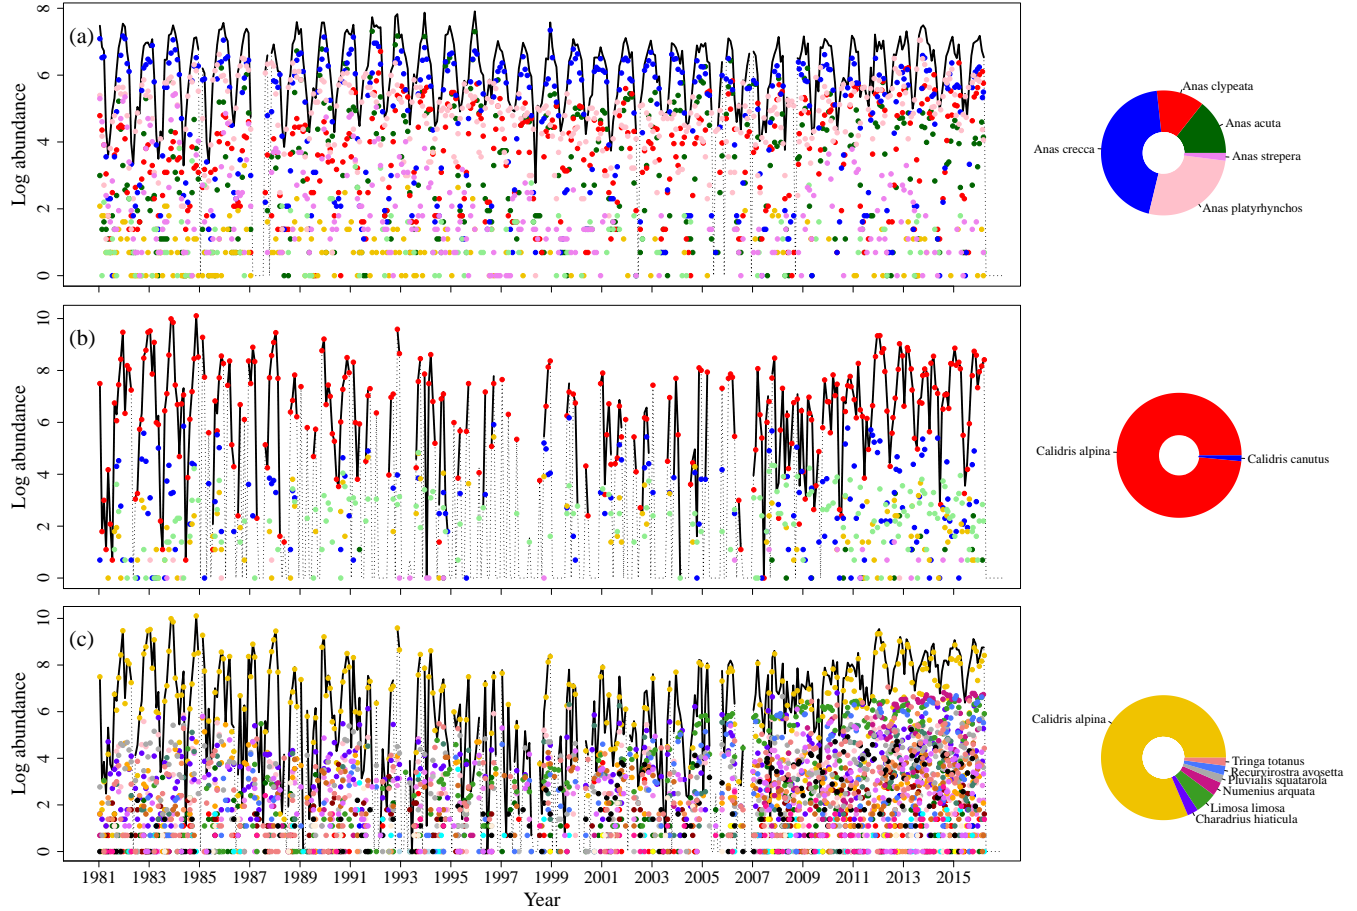 (a)
Log abundance
8
6
4
2
0
Anas clypeata
Anas acuta
Anas crecca
Anas strepera
Anas platyrhynchos
(b)
Log abundance
10
8
6
4
2
0
Calidris alpina
Calidris canutus
(c)
Log abundance
10
8
6
4
2
0
1981 1983 1985 1987 1989 1991 1993 1995 1997 1999 2001 2003 2005 2007 2009 2011 2013 2015
Year
Calidris alpina
Tringa totanus
Recurvirostra avosetta
Pluvialis squatarola
Numenius arquata
Limosa limosa
Charadrius hiaticula